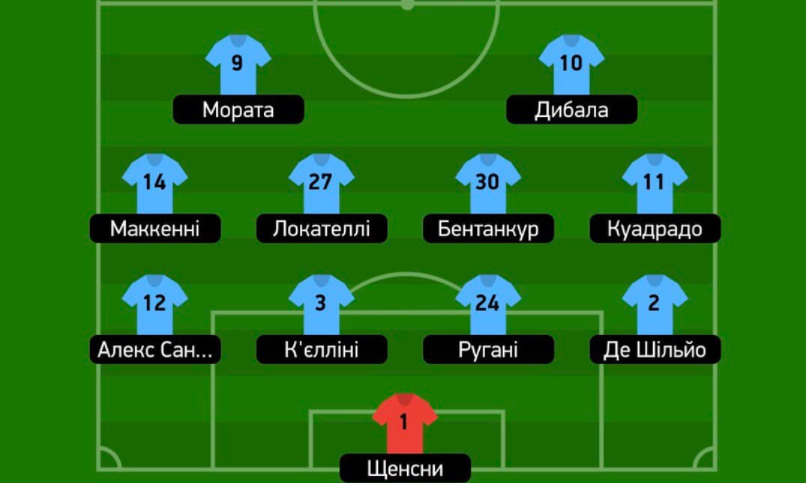 9
10
Мората
Дибала
14
27
30
11
Маккенні
Локателлі
Бентанкур
Куадрадо
12
3
24
2
Алекс Сан...
К'єлліні
Ругані
Де Шільо
1
Щенсни